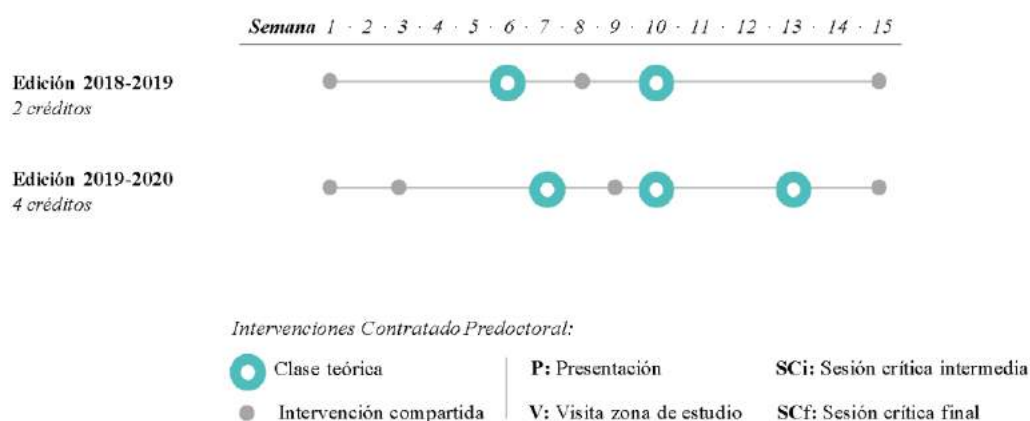 Semana 1 · 2 · 3 · 4 · 5 · 6 · 7 · 8 · 9 · 10 · 11 · 12 · 13 · 14 · 15
Edición 2018-2019
2 créditos
Edición 2019-2020
4 créditos
Intervenciones Contratado Predoctoral:
Clase teórica
Intervención compartida
P: Presentación
V: Visita zona de estudio
SCi: Sesión crítica intermedia
SCf: Sesión crítica final